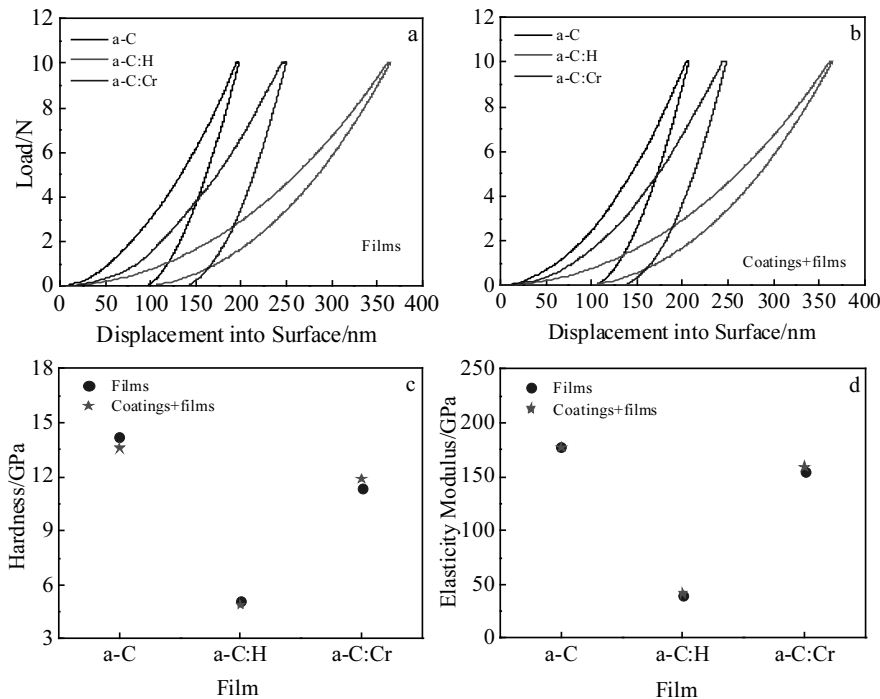 a
a-C
a-C:H
a-C:Cr
Load/N
12
10
8
6
4
2
0
Films
0 50 100 150 200 250 300 350 400
Displacement into Surface/nm
b
a-C
a-C:H
a-C:Cr
12
10
8
6
4
2
0
Coatings+films
0 50 100 150 200 250 300 350 400
Displacement into Surface/nm
c
Films
Coatings+films
Hardness/GPa
18
15
12
9
6
3
a-C a-C:H a-C:Cr
Film
d
Films
Coatings+films
Elasticity Modulus/GPa
250
200
150
100
50
0
a-C a-C:H a-C:Cr
Film